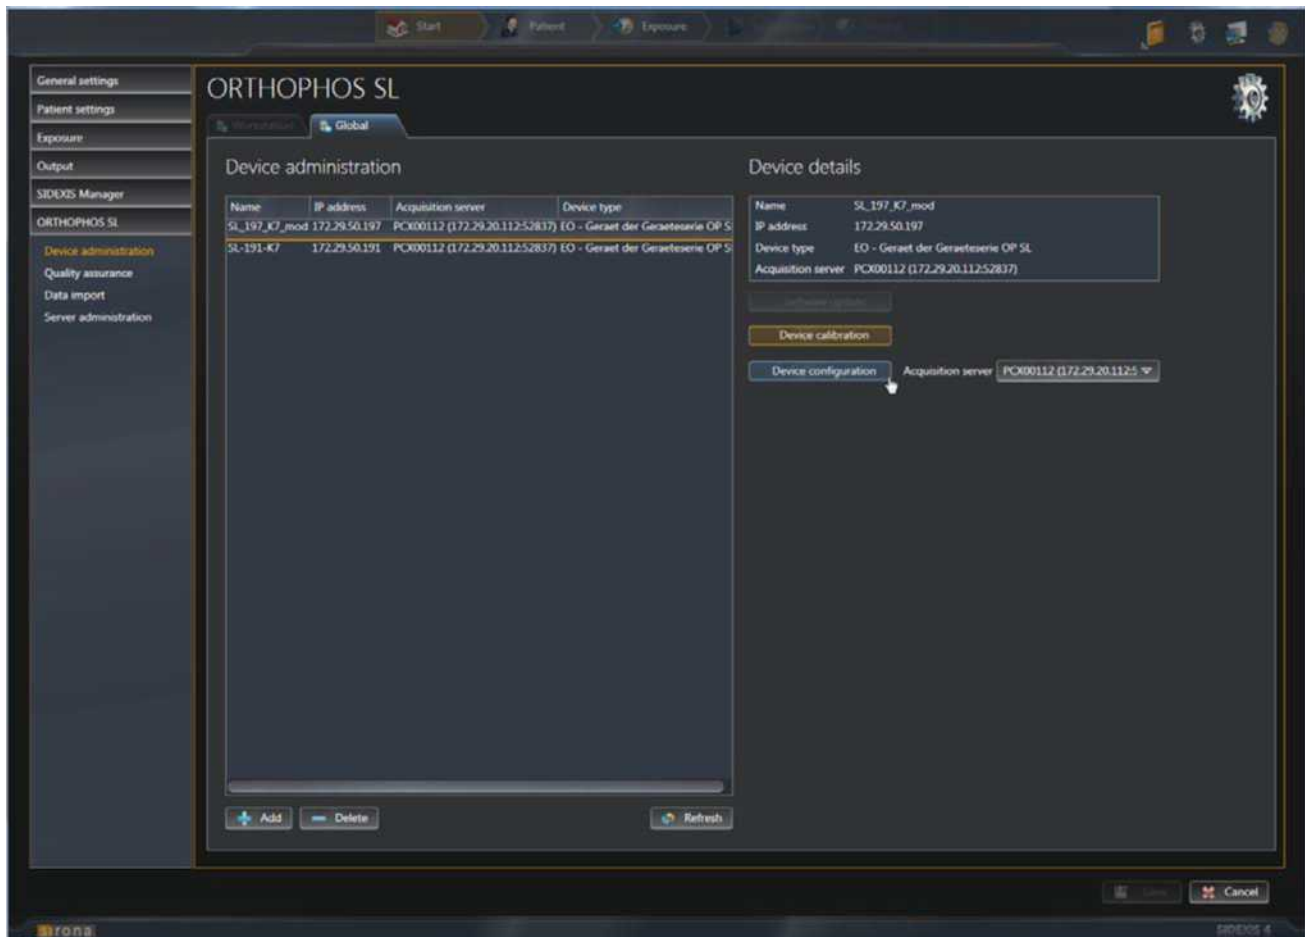 Start Patient Exposure
General settings
Patient settings
Exposure
Output
SIDEXIS Manager
ORTHOPHOS SL
Device administration
Quality assurance
Data import
Server administration
ORTHOPHOS SL
Workstation Global
Device administration
Name IP address Acquisition server Device type
SL_197_K7_mod 172.29.50.197 PCX00112 (172.29.20.112:52837) EO - Geraet der Geraeteserie OP S
SL-191-K7 172.29.50.191 PCX00112 (172.29.20.112:52837) EO - Geraet der Geraeteserie OP S
Add Delete Refresh
Device details
Name SL_197_K7_mod
IP address 172.29.50.197
Device type EO - Geraet der Geraeteserie OP SL
Acquisition server PCX00112 (172.29.20.112:52837)
Software update
Device calibration
Device configuration Acquisition server PCX00112 (172.29.20.112:5
Save Cancel
sirona SIDEXIS 4